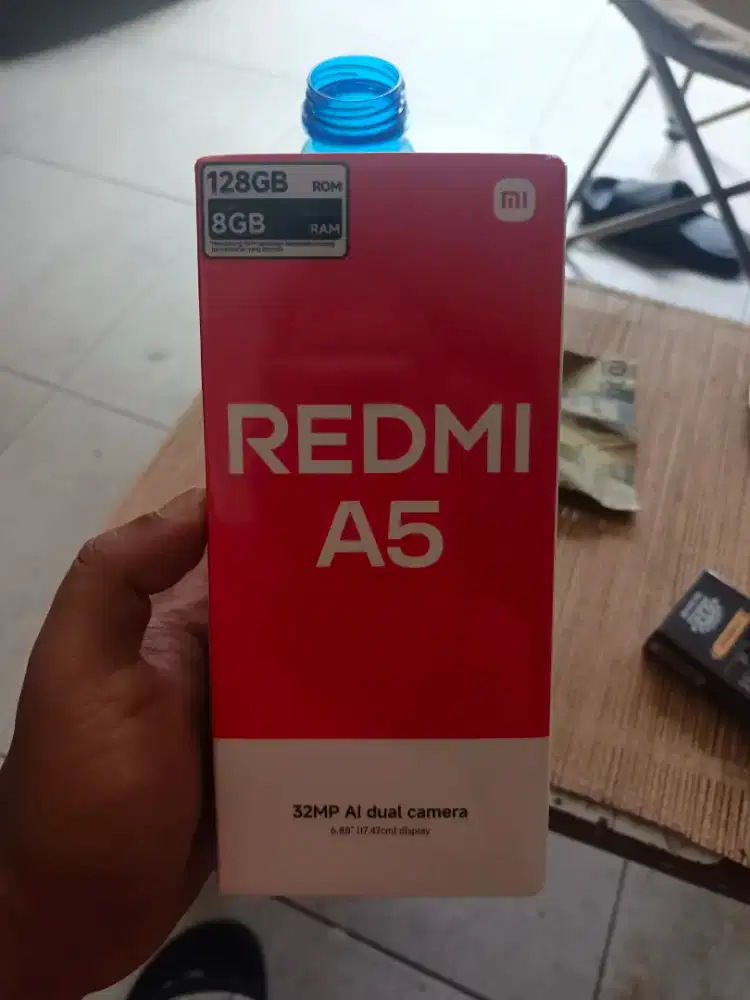 128GB ROM
8GB RAM
mi
REDMI
A5
32MP AI dual camera
6.88" (17.47cm) display